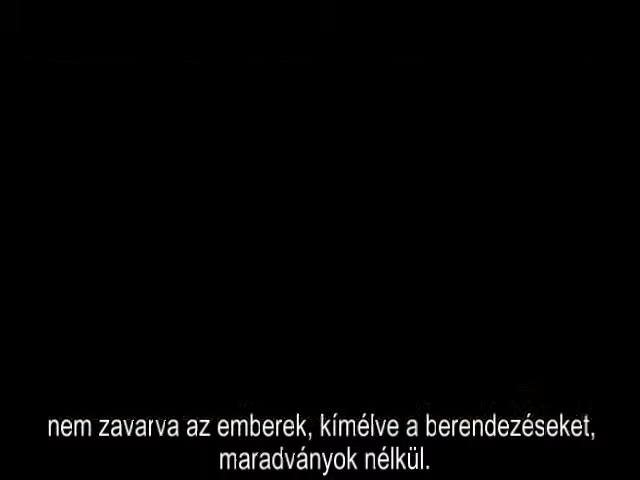 nem zavarva az emberek, kímélve a berendezéseket,
maradványok nélkül.